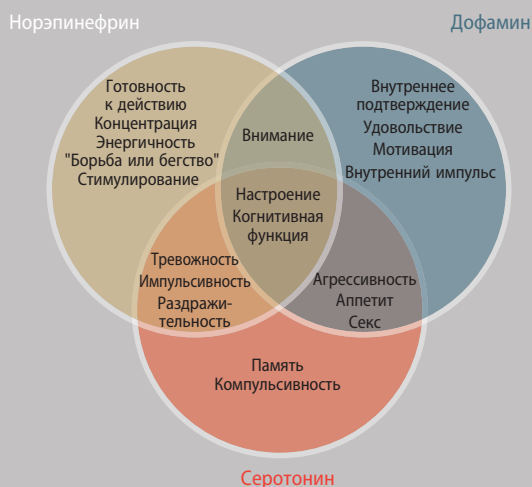 Норэпинефрин
Дофамин
Готовность
к действию
Концентрация
Энергичность
"Борьба или бегство"
Стимулирование
Внимание
Внутреннее
подтверждение
Удовольствие
Мотивация
Внутренний импульс
Настроение
Когнитивная
функция
Тревожность
Импульсивность
Раздражи-
тельность
Агрессивность
Аппетит
Секс
Память
Компульсивность
Серотонин